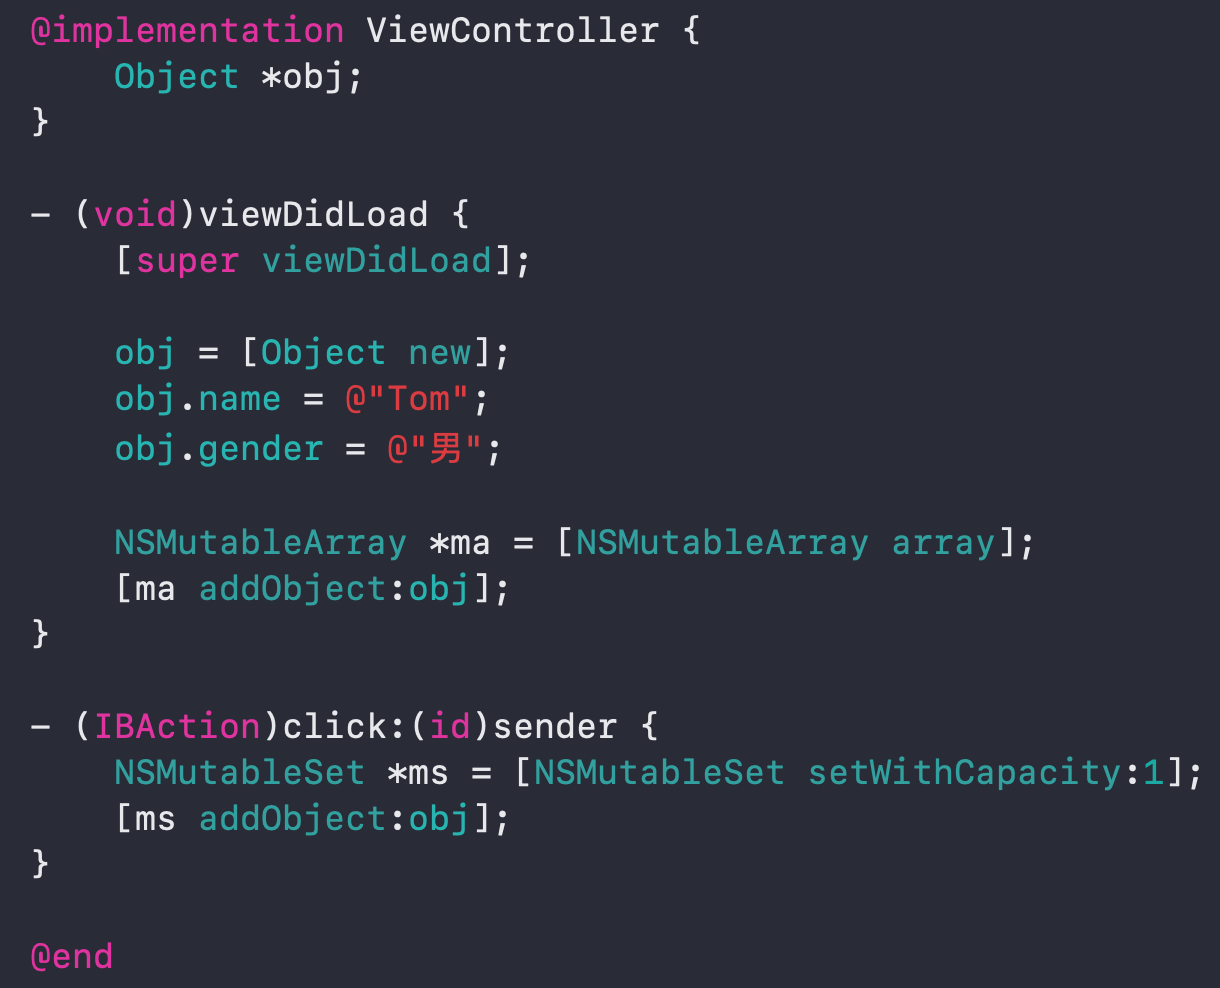 @implementation ViewController {
    Object *obj;
}

- (void)viewDidLoad {
    [super viewDidLoad];

    obj = [Object new];
    obj.name = @"Tom";
    obj.gender = @"男";

    NSMutableArray *ma = [NSMutableArray array];
    [ma addObject:obj];
}

- (IBAction)click:(id)sender {
    NSMutableSet *ms = [NSMutableSet setWithCapacity:1];
    [ms addObject:obj];
}

@end